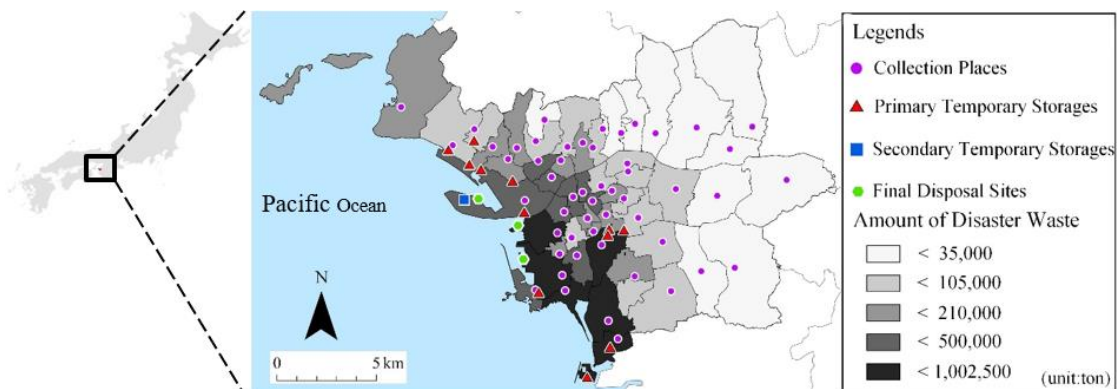 Pacific Ocean
N
0 5 km
Legends
Collection Places
Primary Temporary Storages
Secondary Temporary Storages
Final Disposal Sites
Amount of Disaster Waste
< 35,000
< 105,000
< 210,000
< 500,000
< 1,002,500
(unit:ton)